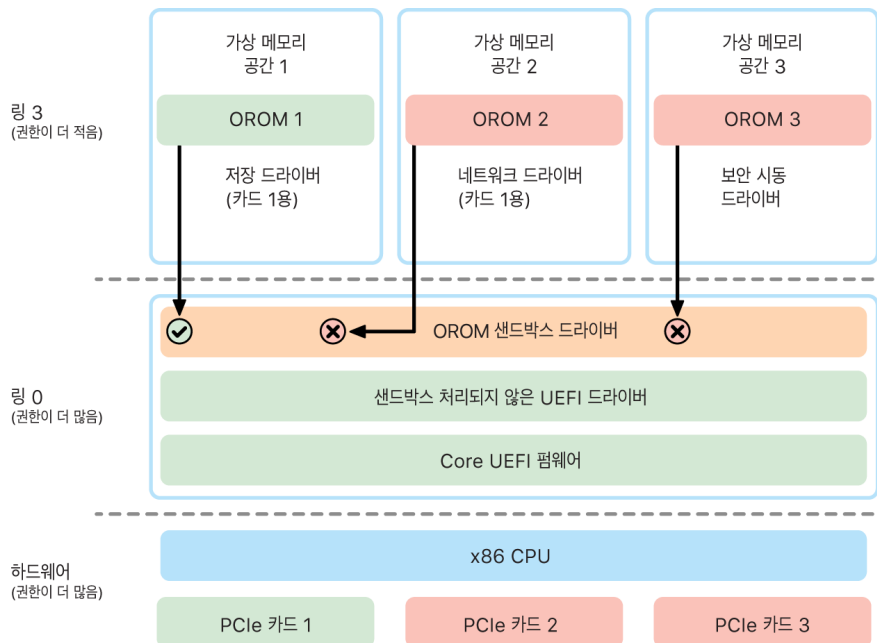 가상 메모리
공간 1
가상 메모리
공간 2
가상 메모리
공간 3
링 3
(권한이 더 적음)
OROM 1
OROM 2
OROM 3
저장 드라이버
(카드 1용)
네트워크 드라이버
(카드 1용)
보안 시동
드라이버
OROM 샌드박스 드라이버
링 0
(권한이 더 많음)
샌드박스 처리되지 않은 UEFI 드라이버
Core UEFI 펌웨어
하드웨어
(권한이 더 많음)
x86 CPU
PCIe 카드 1
PCIe 카드 2
PCIe 카드 3